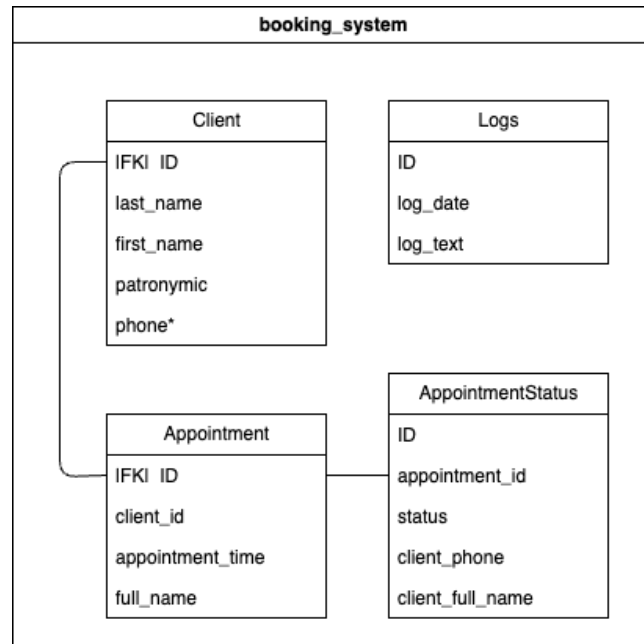 booking_system
Client
IFKI ID
last_name
first_name
patronymic
phone*
Logs
ID
log_date
log_text
Appointment
IFKI ID
client_id
appointment_time
full_name
AppointmentStatus
ID
appointment_id
status
client_phone
client_full_name